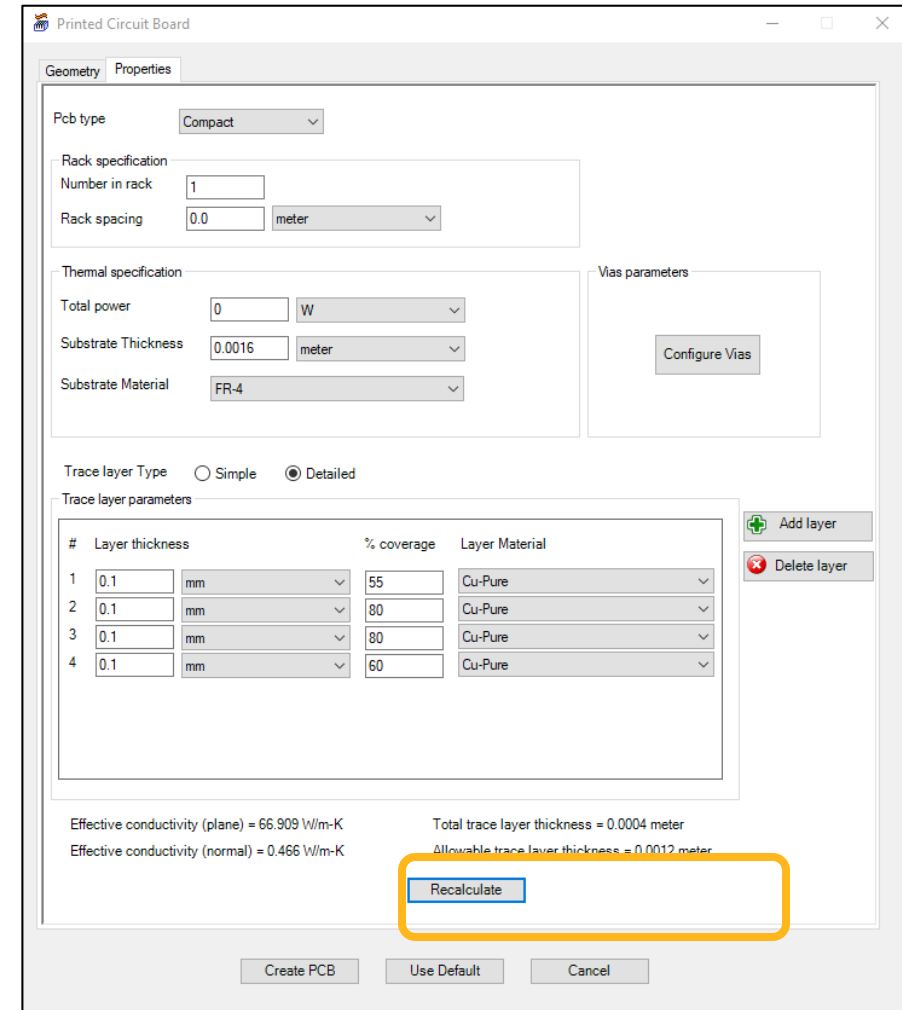 Printed Circuit Board
Geometry Properties
Pcb type Compact
Rack specification
Number in rack 1
Rack spacing 0.0 meter
Thermal specification Vias parameters
Total power 0 W
Substrate Thickness 0.0016 meter
Configure Vias
Substrate Material FR-4
Trace layer Type Simple Detailed
Trace layer parameters
Add layer
# Layer thickness % coverage Layer Material
Delete layer
1 0.1 mm 55 Cu-Pure
2 0.1 mm 80 Cu-Pure
3 0.1 mm 80 Cu-Pure
4 0.1 mm 60 Cu-Pure
Effective conductivity (plane) = 66.909 W/m-K Total trace layer thickness = 0.0004 meter
Effective conductivity (normal) = 0.466 W/m-K Allowable trace layer thickness = 0.0012 meter
Recalculate
Create PCB Use Default Cancel